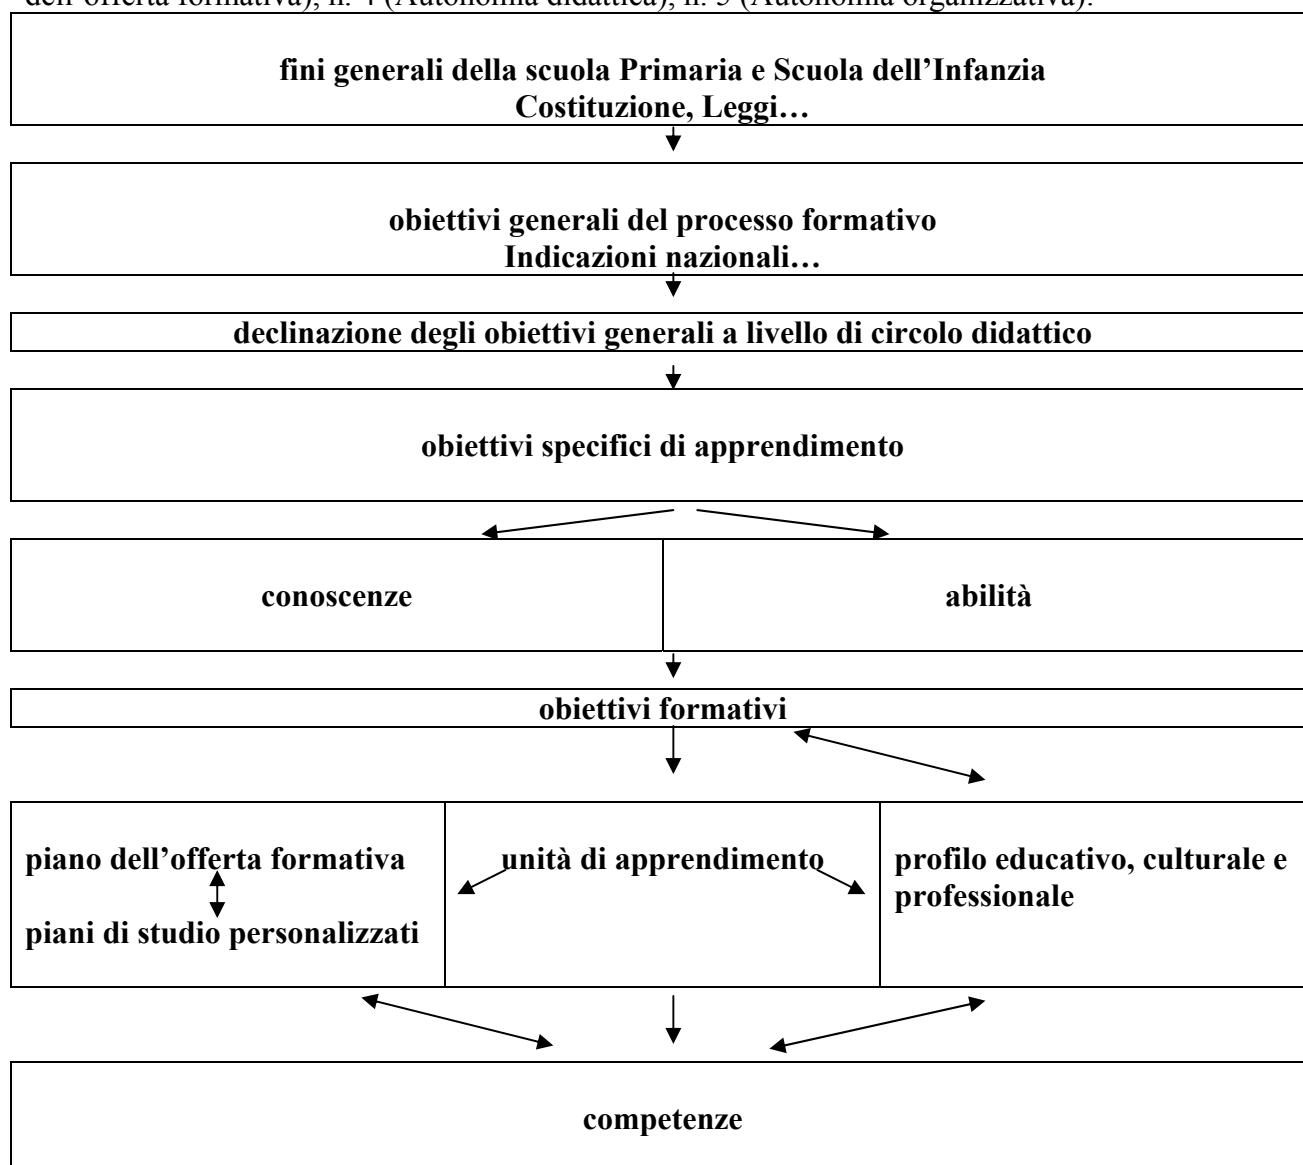 dell'offerta formativa), n. 4 (Autonomia didattica), n. 5 (Autonomia organizzativa).
fini generali della scuola Primaria e Scuola dell’Infanzia
Costituzione, Leggi…
obiettivi generali del processo formativo
Indicazioni nazionali…
declinazione degli obiettivi generali a livello di circolo didattico
obiettivi specifici di apprendimento
conoscenze
abilità
obiettivi formativi
piano dell’offerta formativa
piani di studio personalizzati
unità di apprendimento
profilo educativo, culturale e
professionale
competenze